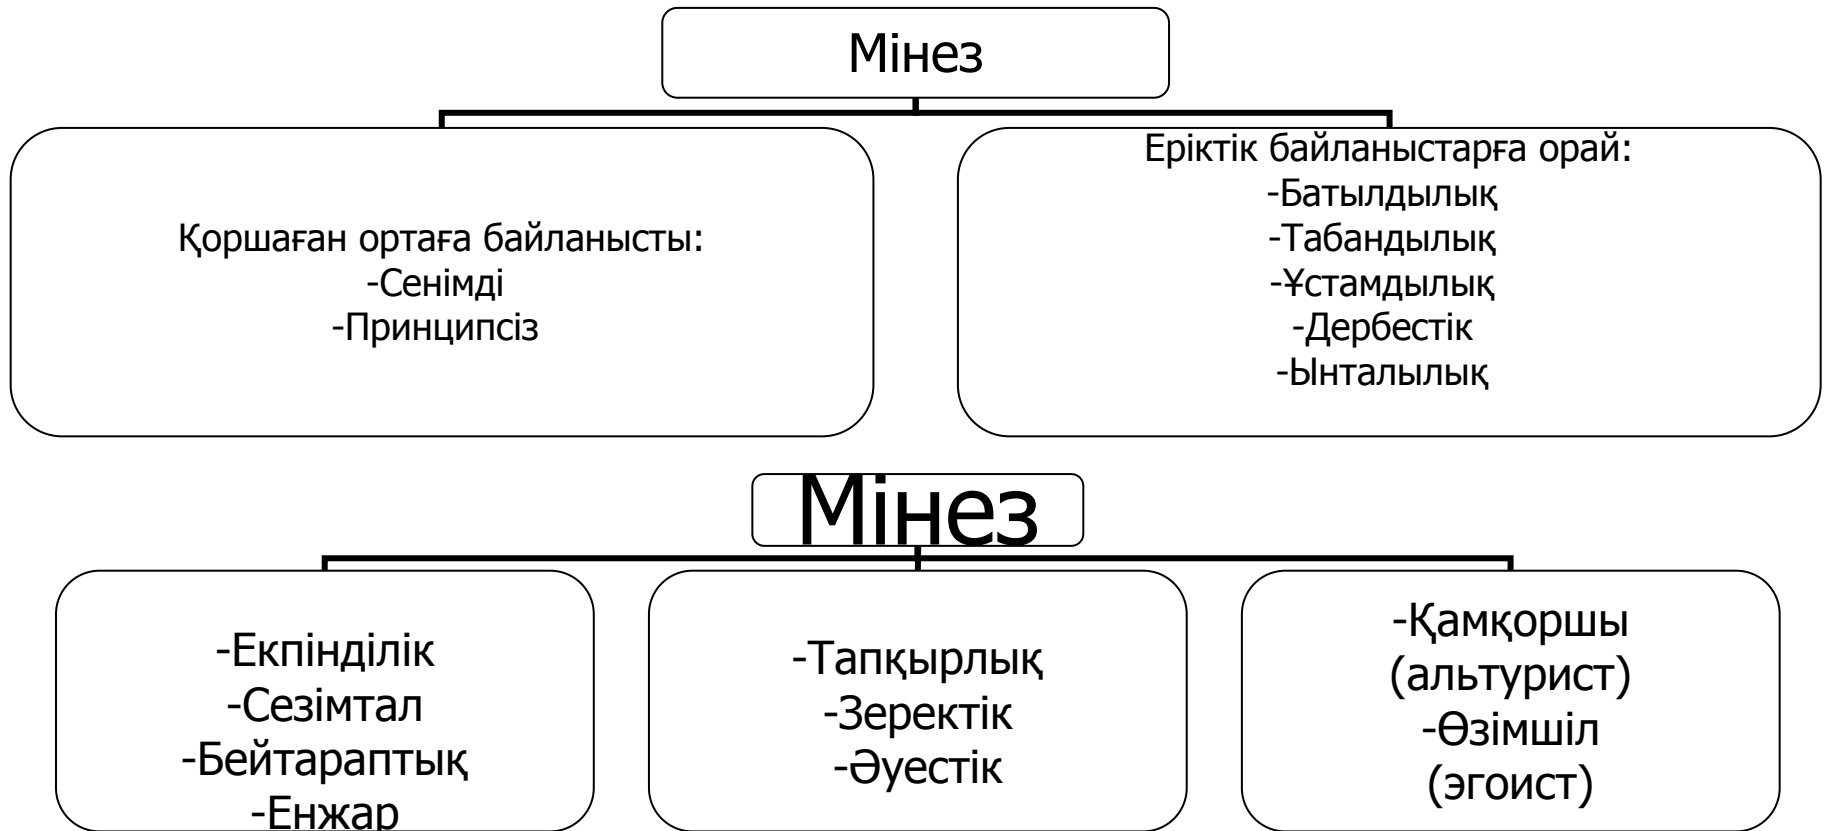 Мінез
Қоршаған ортаға байланысты:
-Сенімді
-Принципсіз
Еріктік байланыстарға орай:
-Батылдылық
-Табандылық
-Ұстамдылық
-Дербестік
-Ынталылық
Мінез
-Екпінділік
-Сезімтал
-Бейтараптық
-Енжар
-Тапқырлық
-Зеректік
-Әуестік
-Қамқоршы
(альтурист)
-Өзімшіл
(эгоист)